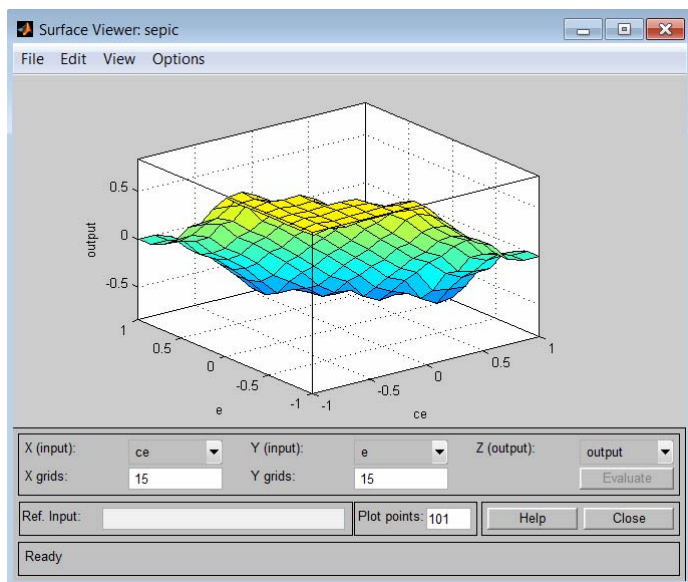 Surface Viewer: sepic
File Edit View Options
0.5
0
-0.5
output
1
0.5
0
-0.5
-1
e
-1
-0.5
0
0.5
1
ce
X (input): ce Y (input): e Z (output): output
X grids: 15 Y grids: 15 Evaluate
Ref. Input: Plot points: 101 Help Close
Ready